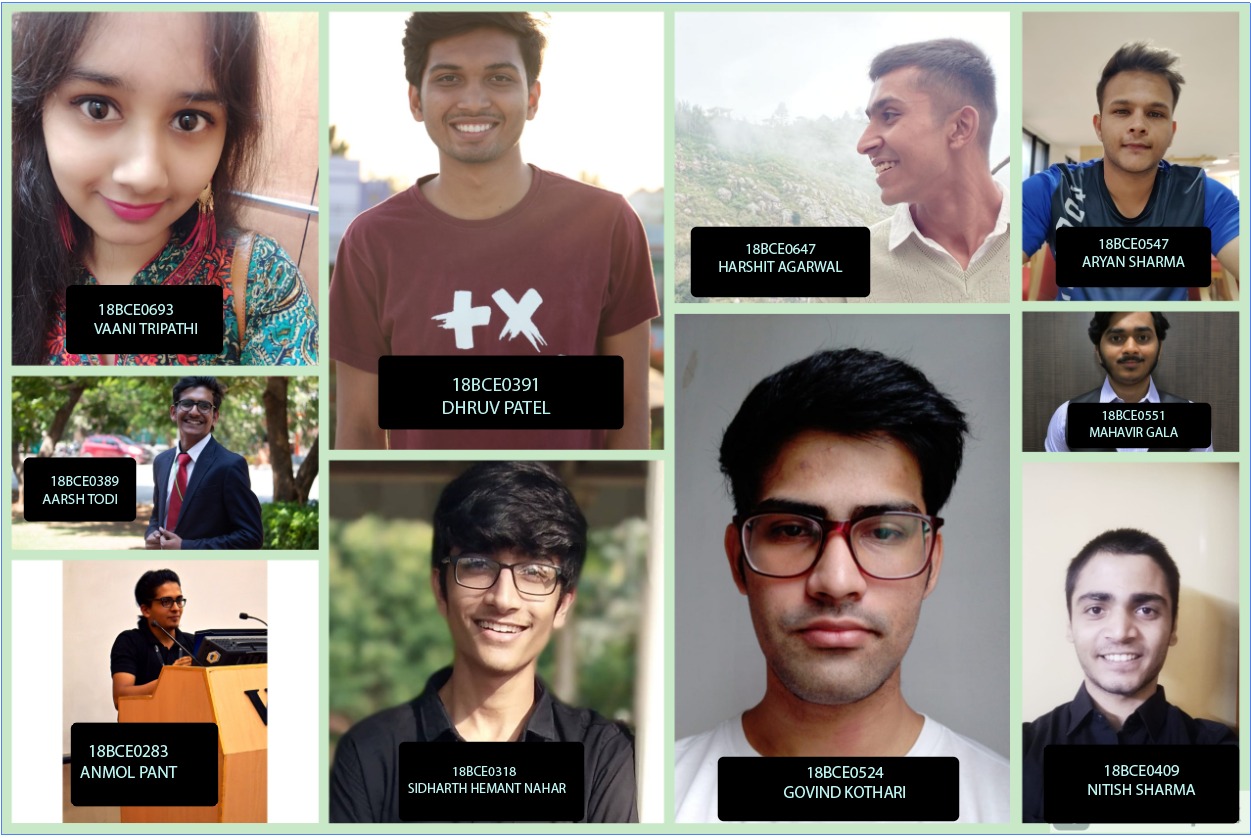 18BCE0693
VAANI TRIPATHI
18BCE0391
DHRUV PATEL
18BCE0647
HARSHIT AGARWAL
18BCE0547
ARYAN SHARMA
18BCE0551
MAHAVIR GALA
18BCE0389
AARSH TODI
18BCE0283
ANMOL PANT
18BCE0318
SIDHARTH HEMANT NAHAR
18BCE0524
GOVIND KOTHARI
18BCE0409
NITISH SHARMA